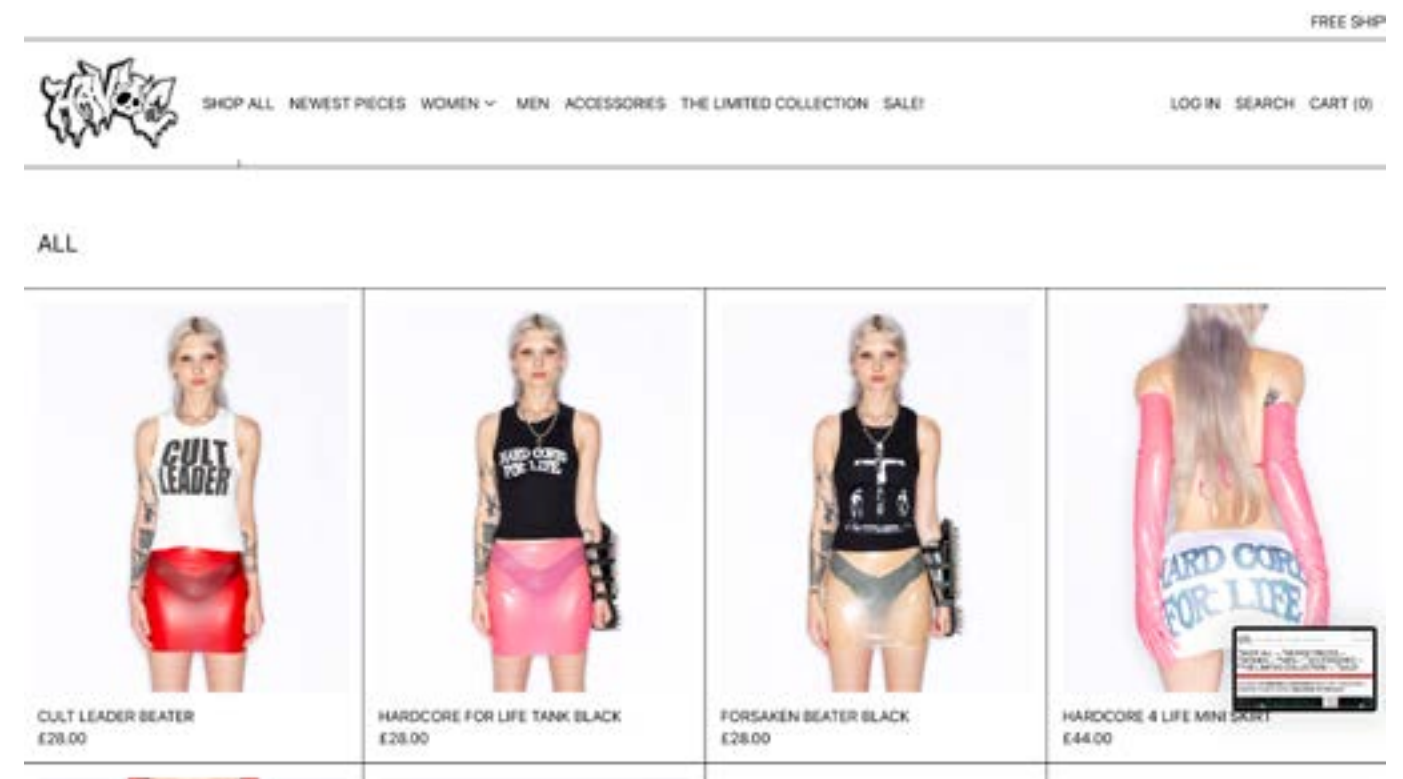 FREE SHIP
HAVOC
SHOP ALL NEWEST PIECES WOMEN MEN ACCESSORIES THE LIMITED COLLECTION SALE!
LOG IN SEARCH CART (0)
ALL
CULT
LEADER
HARD CORE
FOR LIFE
HARD CORE
FOR LIFE
CULT LEADER BEATER
£28.00
HARDCORE FOR LIFE TANK BLACK
£28.00
FORSAKEN BEATER BLACK
£28.00
HARDCORE 4 LIFE MINI SKIRT
£44.00